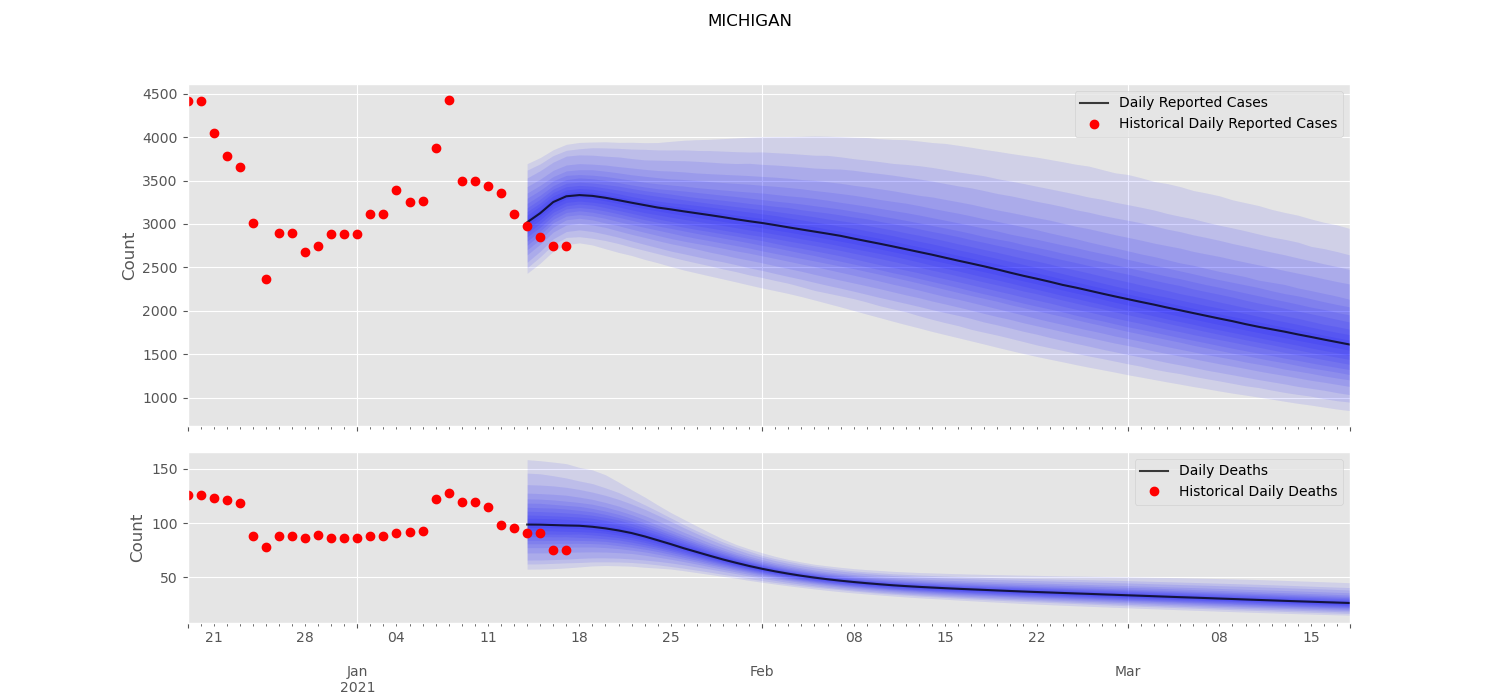 MICHIGAN
4500
4000
3500
3000
2500
2000
1500
1000
Count
Daily Reported Cases
Historical Daily Reported Cases
150
100
50
Count
Daily Deaths
Historical Daily Deaths
21 28 04 11 18 25 08 15 22 08 15
Jan Feb Mar
2021